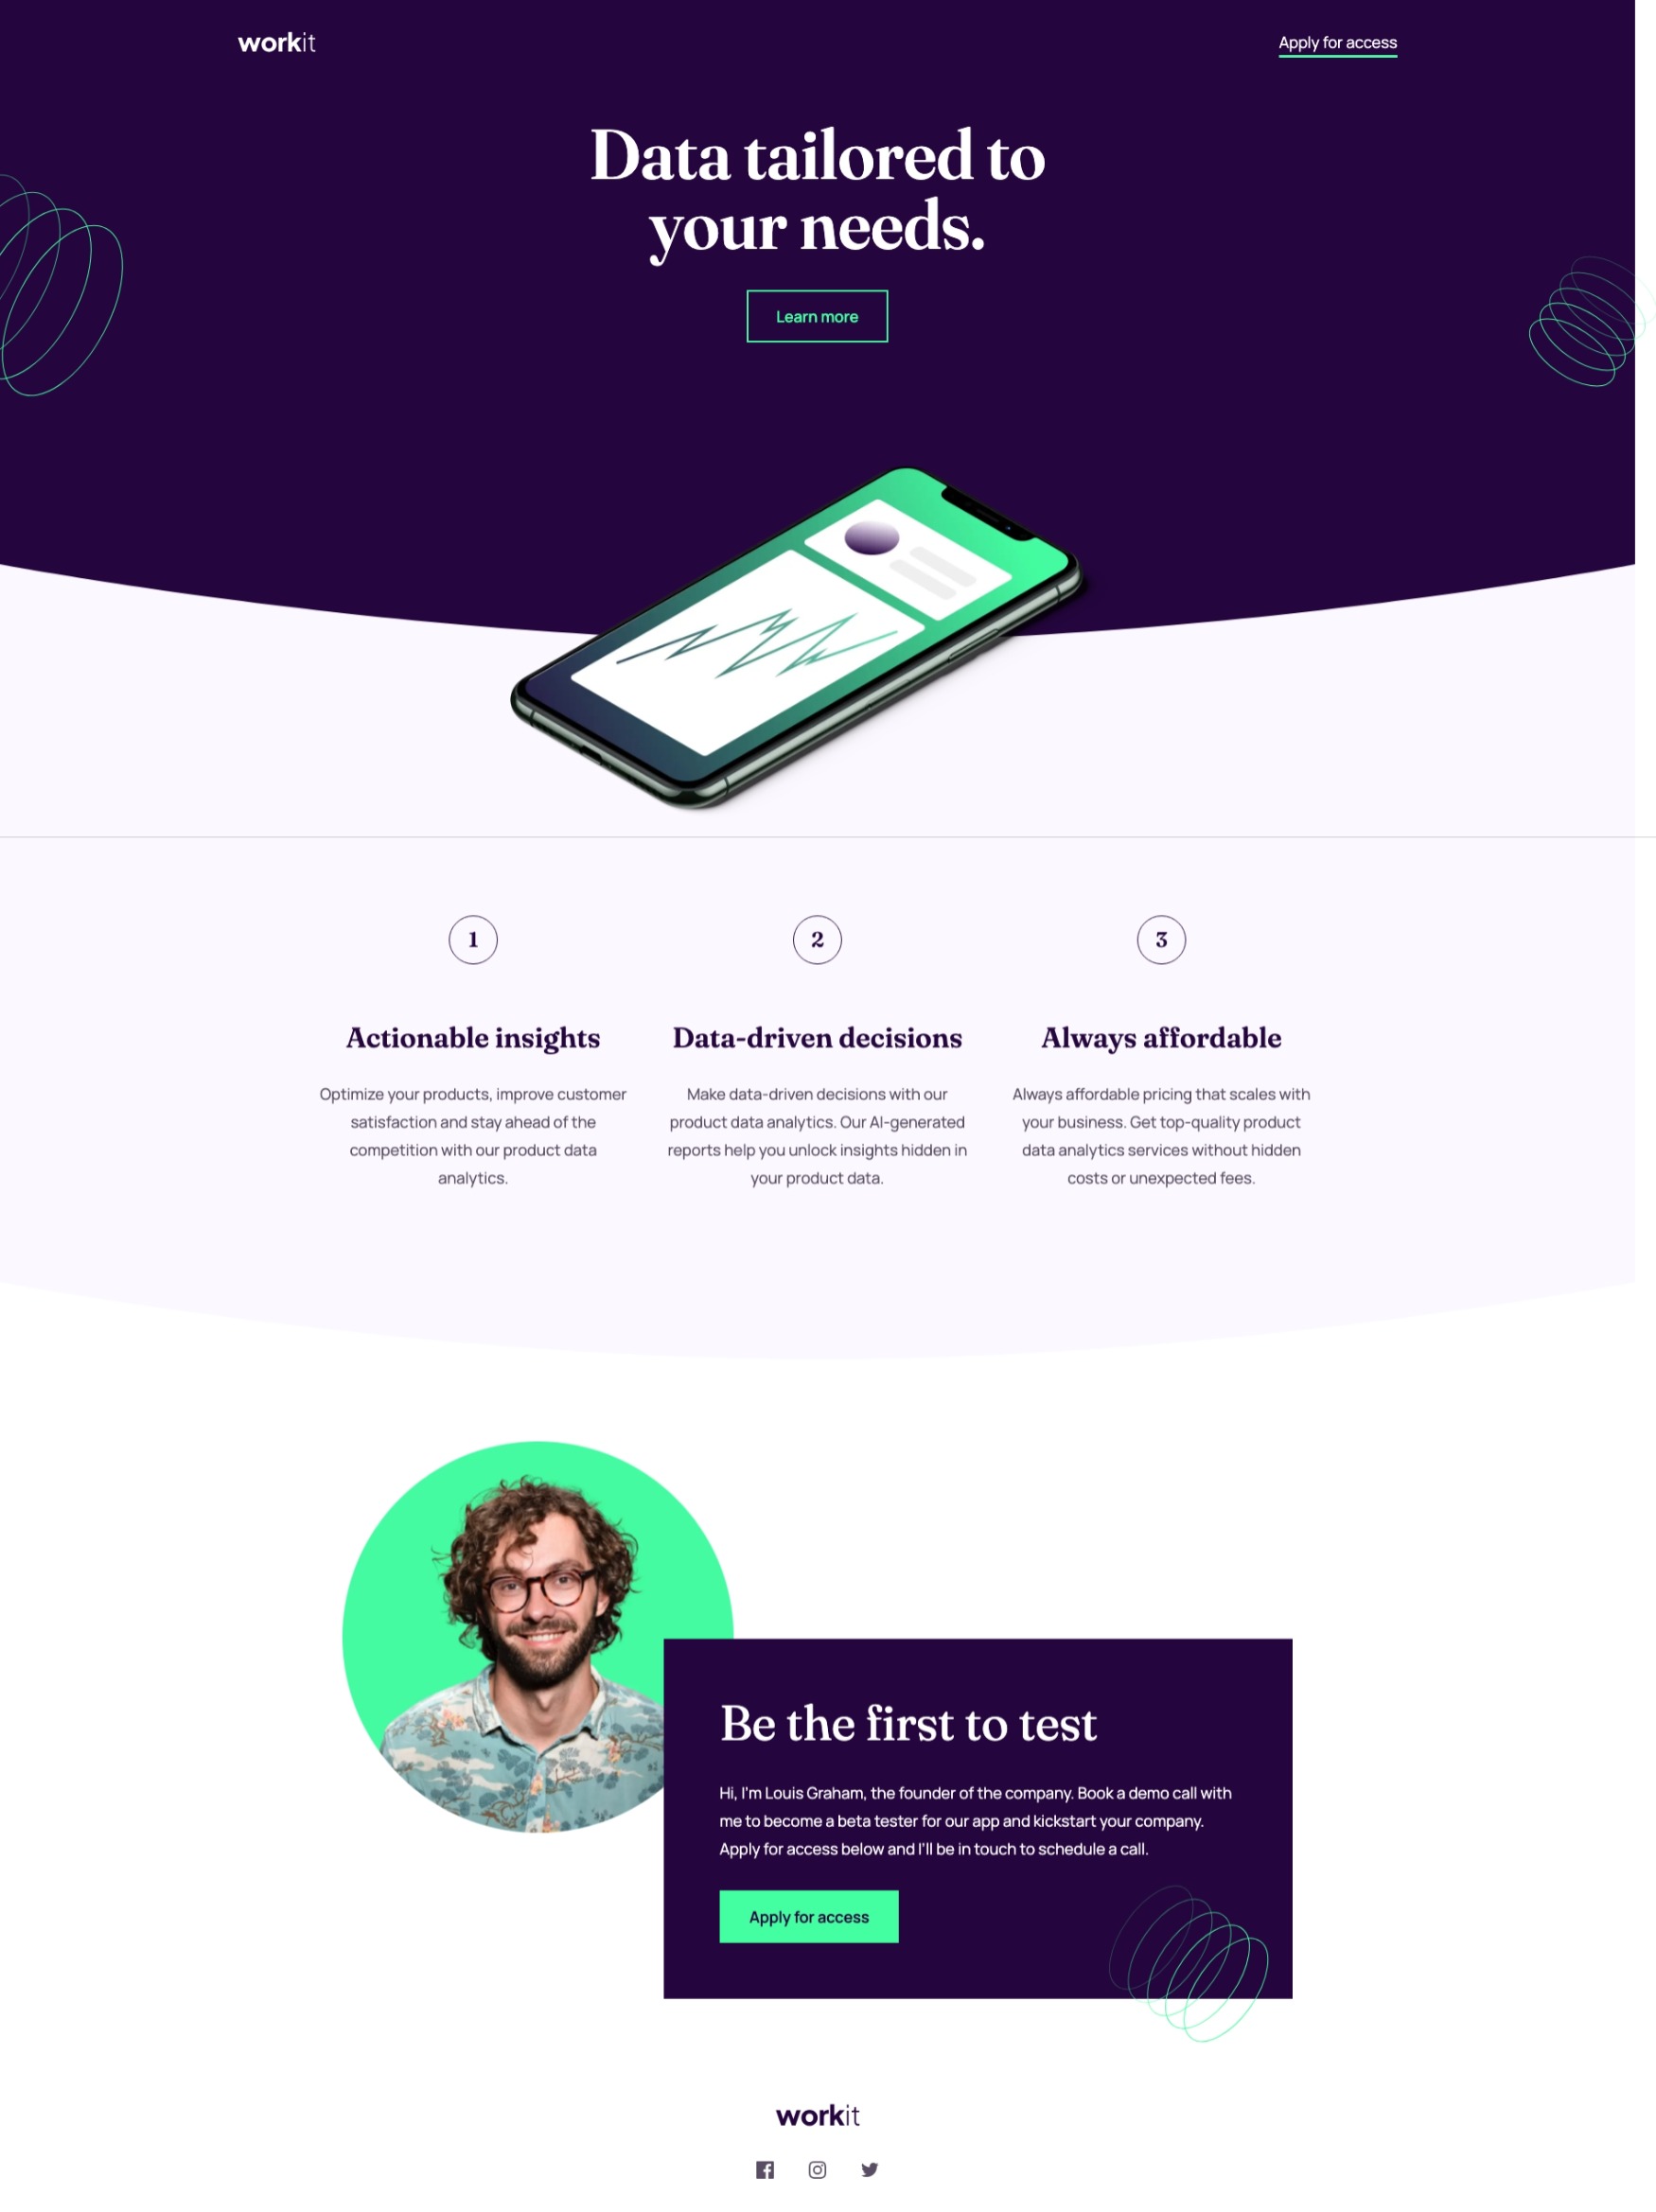 workit
Apply for access
Data tailored to
your needs.
Learn more
1
2
3
Actionable insights
Data-driven decisions
Always affordable
Optimize your products, improve customer
satisfaction and stay ahead of the
competition with our product data
analytics.
Make data-driven decisions with our
product data analytics. Our AI-generated
reports help you unlock insights hidden in
your product data.
Always affordable pricing that scales with
your business. Get top-quality product
data analytics services without hidden
costs or unexpected fees.
Be the first to test
Hi, I'm Louis Graham, the founder of the company. Book a demo call with
me to become a beta tester for our app and kickstart your company.
Apply for access below and I'll be in touch to schedule a call.
Apply for access
workit